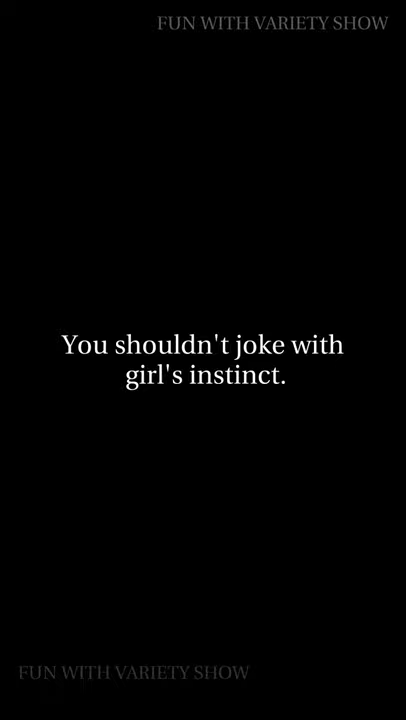 FUN WITH VARIETY SHOW
You shouldn't joke with
girl's instinct.
FUN WITH VARIETY SHOW